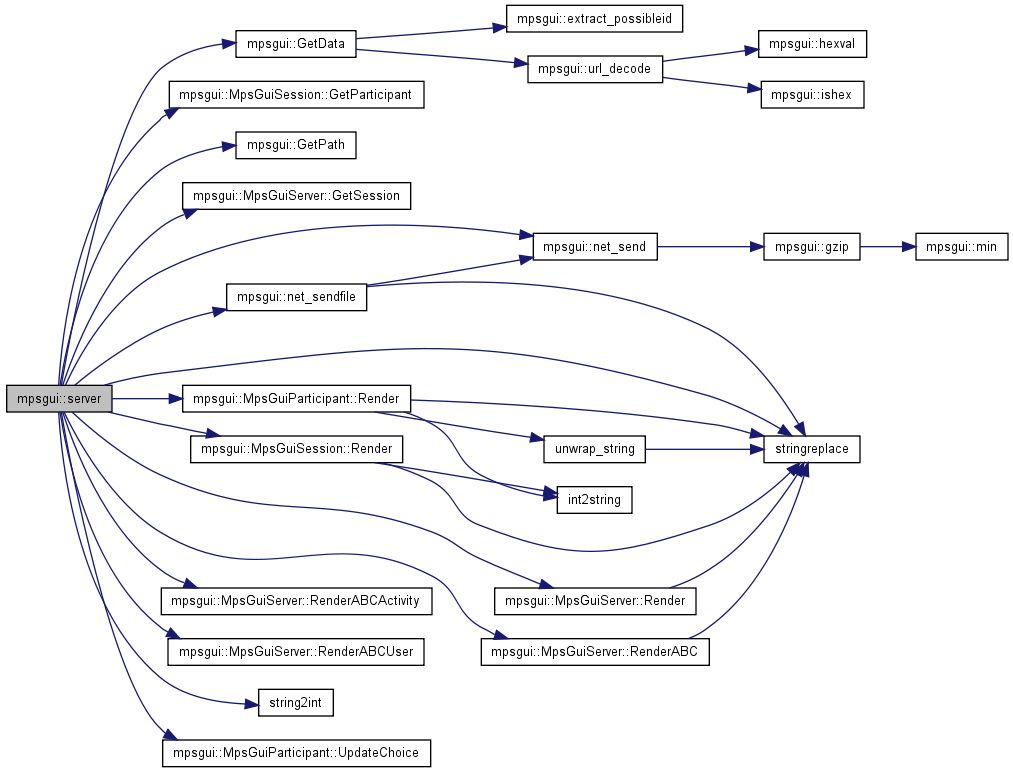 mpsgui::extract_possibleid
mpsgui::GetData
mpsgui::hexval
mpsgui::url_decode
mpsgui::MpsGuiSession::GetParticipant
mpsgui::ishex
mpsgui::GetPath
mpsgui::MpsGuiServer::GetSession
mpsgui::net_send
mpsgui::gzip
mpsgui::min
mpsgui::net_sendfile
mpsgui::server
mpsgui::MpsGuiParticipant::Render
mpsgui::MpsGuiSession::Render
unwrap_string
stringreplace
int2string
mpsgui::MpsGuiServer::RenderABCActivity
mpsgui::MpsGuiServer::Render
mpsgui::MpsGuiServer::RenderABCUser
mpsgui::MpsGuiServer::RenderABC
string2int
mpsgui::MpsGuiParticipant::UpdateChoice